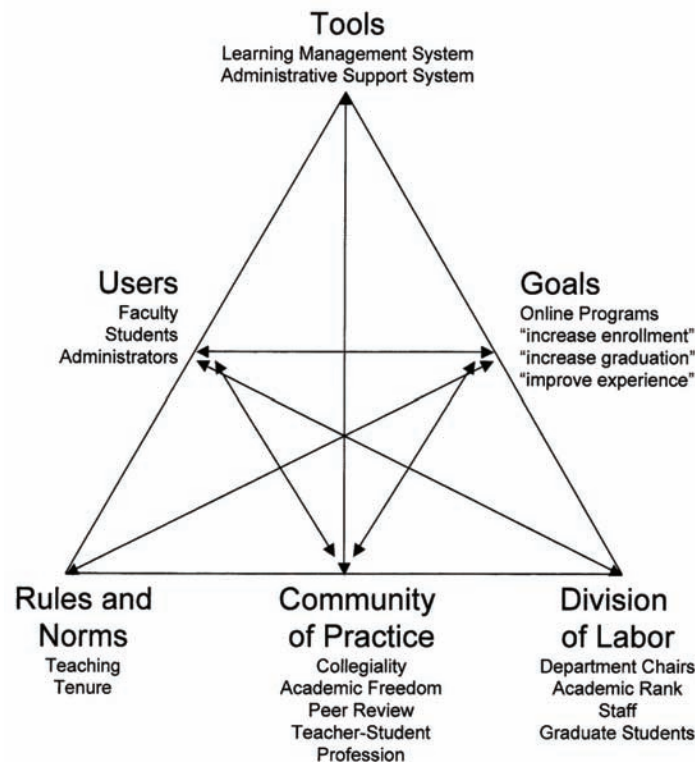 Tools
Learning Management System
Administrative Support System
Users
Faculty
Students
Administrators
Goals
Online Programs
“increase enrollment”
“increase graduation”
“improve experience”
Rules and
Norms
Teaching
Tenure
Community
of Practice
Collegiality
Academic Freedom
Peer Review
Teacher-Student
Profession
Division
of Labor
Department Chairs
Academic Rank
Staff
Graduate Students